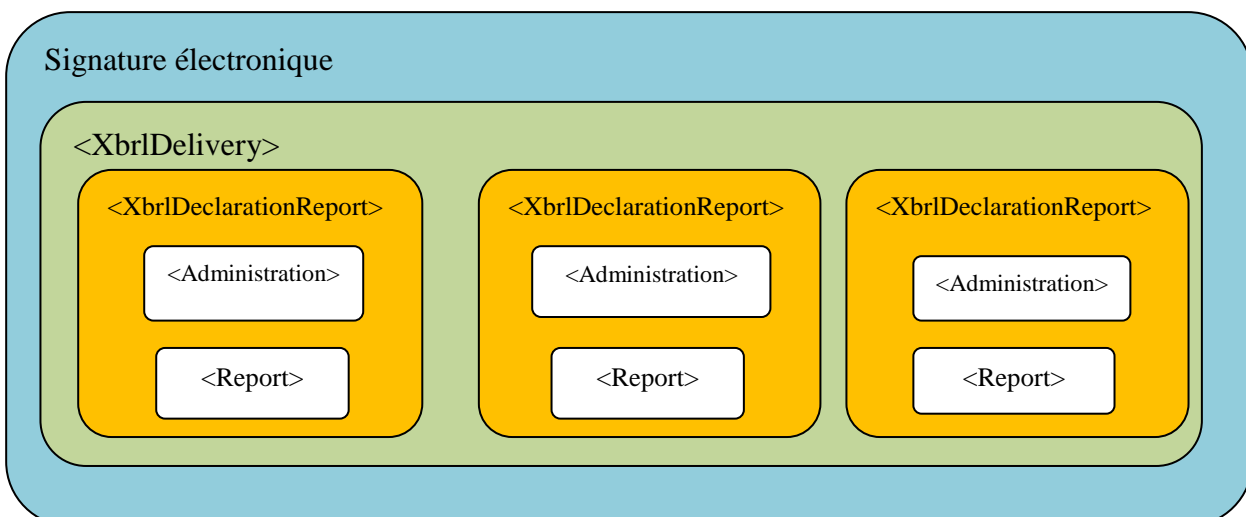 Signature électronique
<XbrlDelivery>
<XbrlDeclarationReport>
<Administration>
<Report>
<XbrlDeclarationReport>
<Administration>
<Report>
<XbrlDeclarationReport>
<Administration>
<Report>